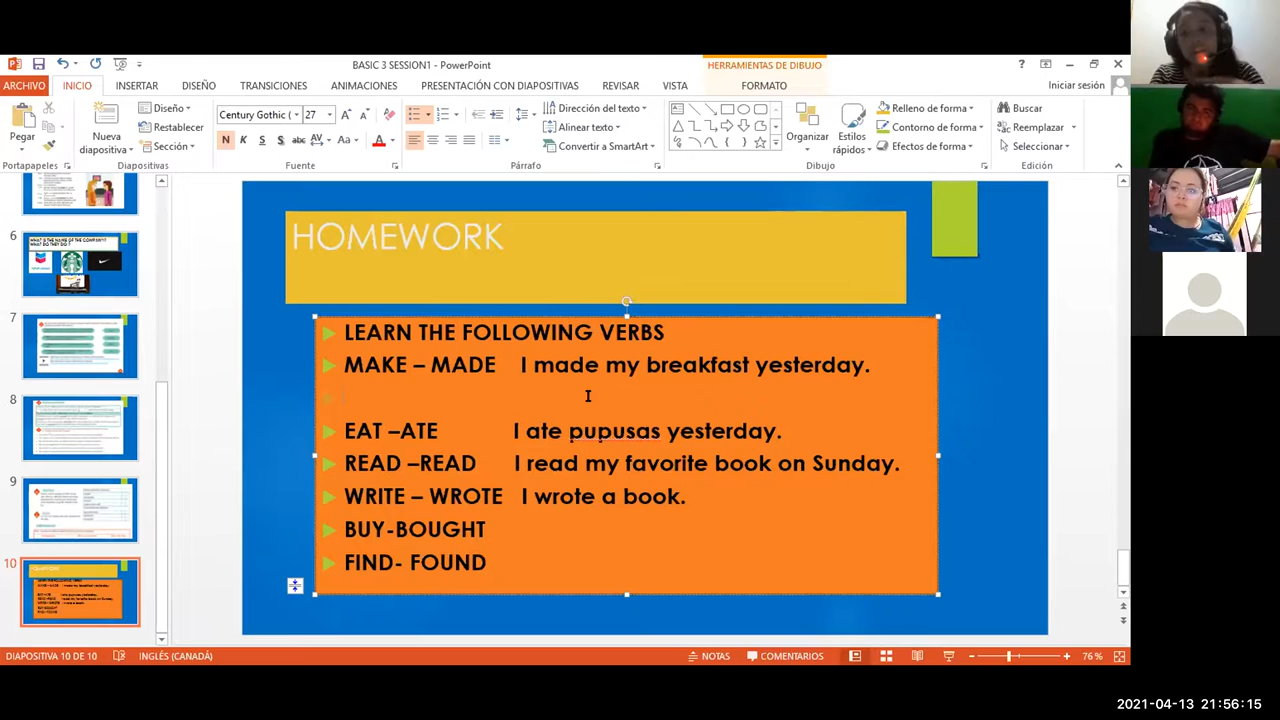 BASIC 3 SESSION1 - PowerPoint
HERRAMIENTAS DE DIBUJO
ARCHIVO INICIO INSERTAR DISEÑO TRANSICIONES ANIMACIONES PRESENTACIÓN CON DIAPOSITIVAS REVISAR VISTA FORMATO
Iniciar sesión
Century Gothic ( 27
Pegar
Nueva diapositiva
Diseño
Restablecer
Sección
Dirección del texto
Alinear texto
Convertir a SmartArt
Organizar
Estilos rápidos
Relleno de forma
Contorno de forma
Efectos de forma
Buscar
Reemplazar
Seleccionar
Portapapeles Diapositivas Fuente Párrafo Dibujo Edición
6
7
8
9
10
HOMEWORK
LEARN THE FOLLOWING VERBS
MAKE – MADE I made my breakfast yesterday.
EAT –ATE I ate pupusas yesterday.
READ –READ I read my favorite book on Sunday.
WRITE – WROTE I wrote a book.
BUY-BOUGHT
FIND- FOUND
DIAPOSITIVA 10 DE 10 INGLÉS (CANADÁ) NOTAS COMENTARIOS 76 %
2021-04-13 21:56:15